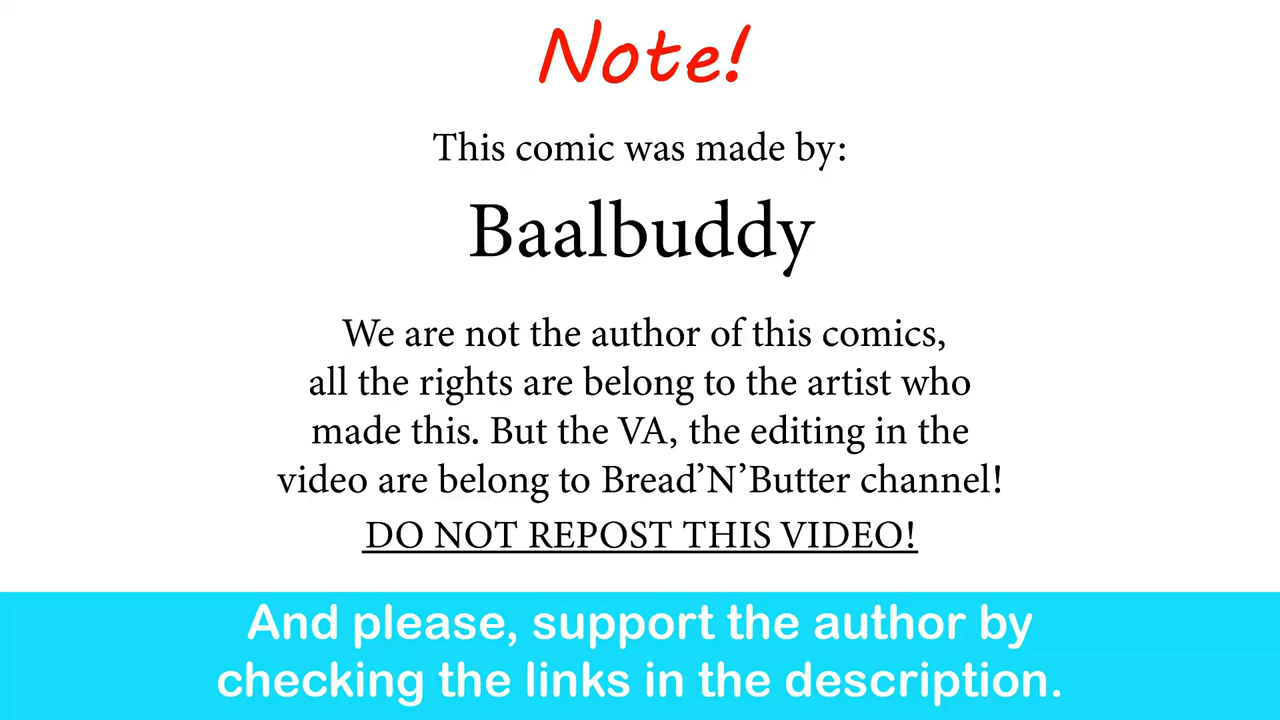 Note!
This comic was made by:
Baalbuddy
We are not the author of this comics,
all the rights are belong to the artist who
made this. But the VA, the editing in the
video are belong to Bread’N’Butter channel!
DO NOT REPOST THIS VIDEO!
And please, support the author by
checking the links in the description.